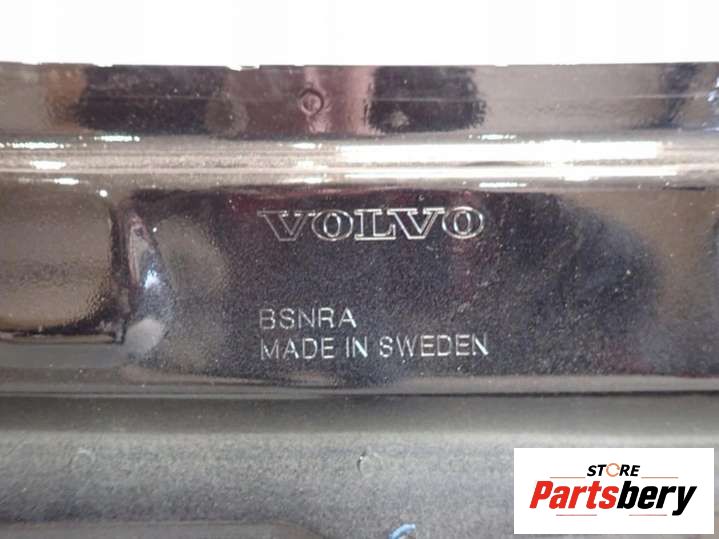 VOLVO
BSNRA
MADE IN SWEDEN
STORE
Partsbery